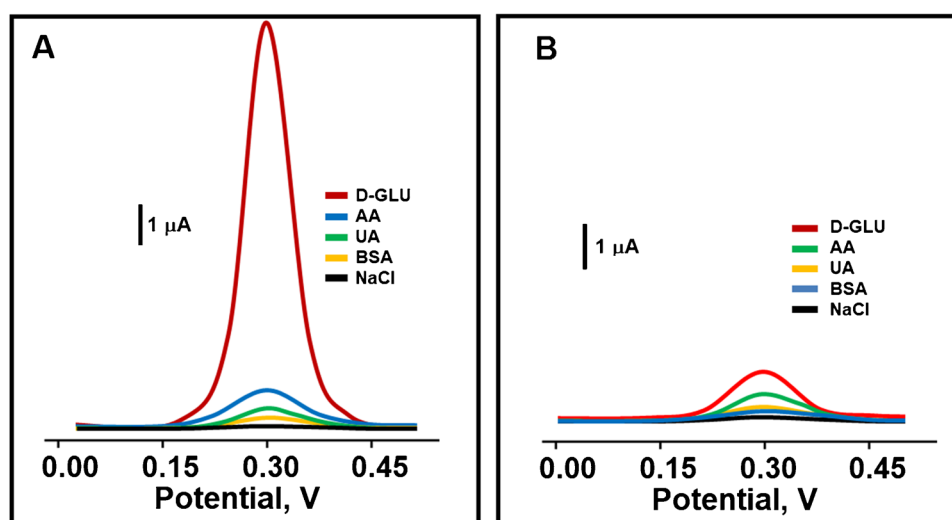 A
1 μA
D-GLU
AA
UA
BSA
NaCl
0.00 0.15 0.30 0.45
Potential, V
B
1 μA
D-GLU
AA
UA
BSA
NaCl
0.00 0.15 0.30 0.45
Potential, V